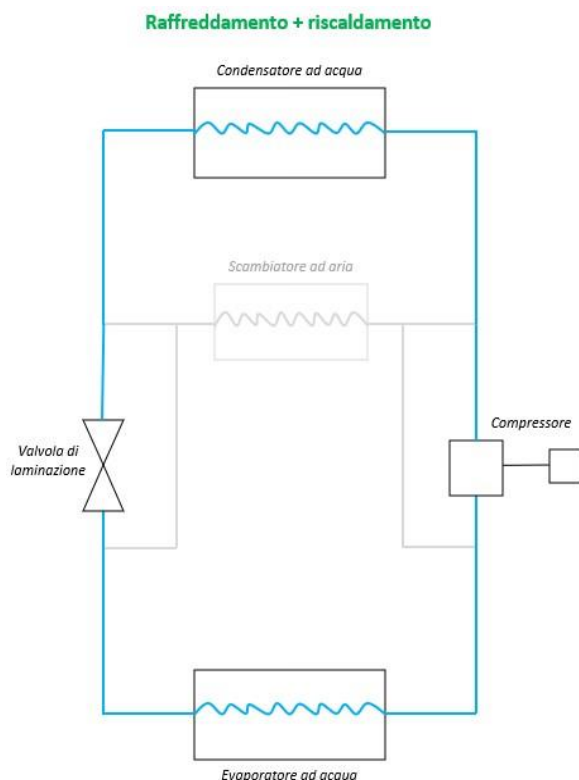 Raffreddamento + riscaldamento
Condensatore ad acqua
Scambiatore ad aria
Compressore
Valvola di
laminazione
Evaporatore ad acqua